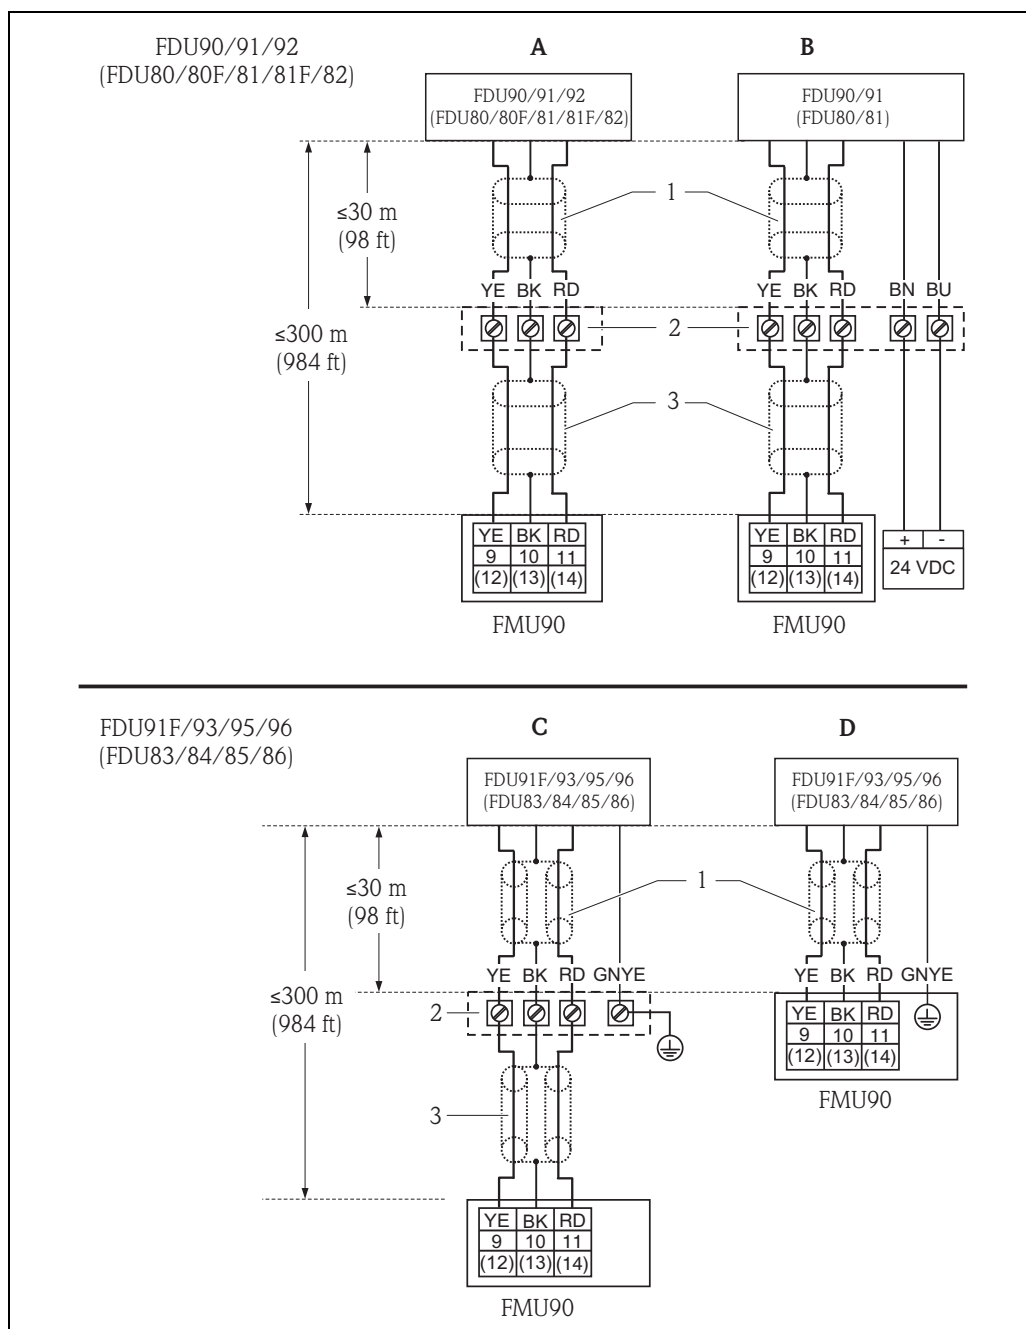 FDU90/91/92
(FDU80/80F/81/81F/82)
A
B
FDU90/91/92
(FDU80/80F/81/81F/82)
FDU90/91
(FDU80/81)
≤30 m
(98 ft)
1
YE BK RD
YE BK RD BN BU
≤300 m
(984 ft)
2
3
YE BK RD
9 10 11
(12) (13) (14)
FMU90
YE BK RD
9 10 11
(12) (13) (14)
FMU90
+ -
24 VDC
FDU91F/93/95/96
(FDU83/84/85/86)
C
D
FDU91F/93/95/96
(FDU83/84/85/86)
FDU91F/93/95/96
(FDU83/84/85/86)
≤30 m
(98 ft)
1
YE BK RD GNYE
YE BK RD GNYE
≤300 m
(984 ft)
2
YE BK RD
9 10 11
(12) (13) (14)
FMU90
3
YE BK RD
9 10 11
(12) (13) (14)
FMU90